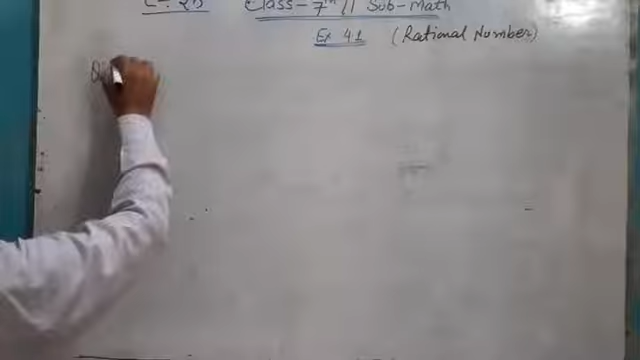 Class-7th // Sub-Math
Ex 4.1 (Rational Number)